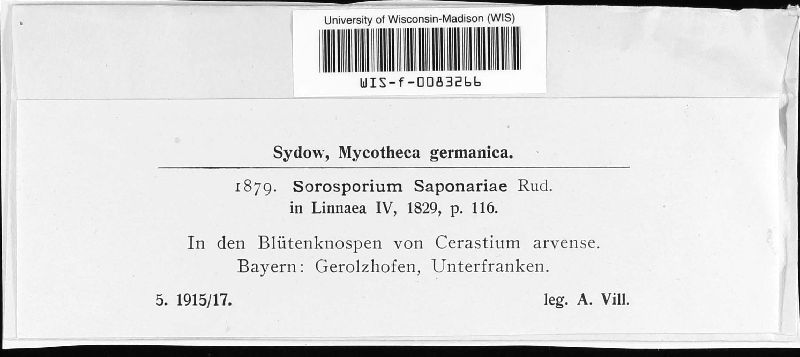 University of Wisconsin-Madison (WIS)
WIS-f-0083266
Sydow, Mycotheca germanica.
1879. Sorosporium Saponariae Rud.
in Linnaea IV, 1829, p. 116.
In den Blütenknospen von Cerastium arvense.
Bayern: Gerolzhofen, Unterfranken.
5. 1915/17. leg. A. Vill.